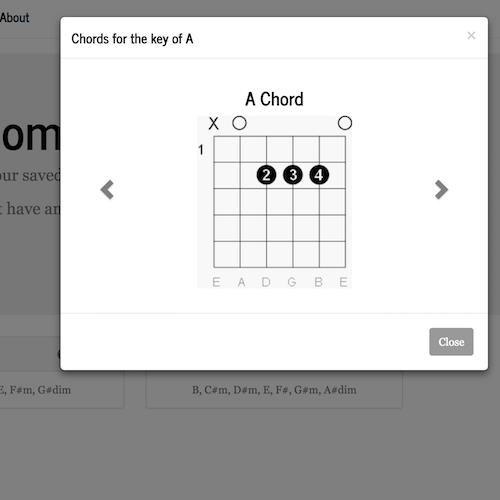 About
Chords for the key of A
×
A Chord
X
1
2 3 4
E A D G B E
om
our saved
t have an
Close
E, F#m, G#dim
B, C#m, D#m, E, F#, G#m, A#dim